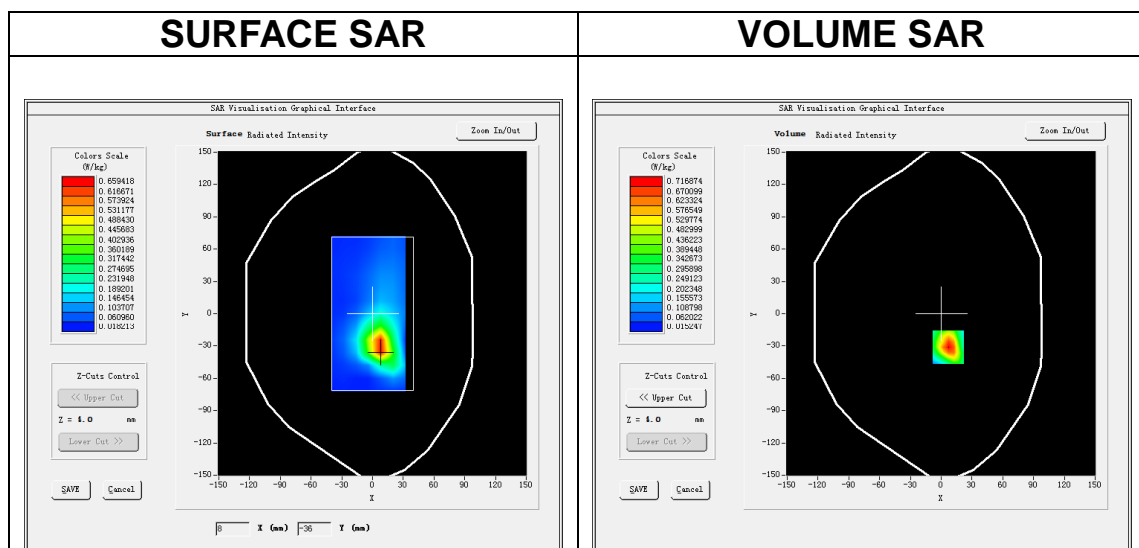 SURFACE SAR
VOLUME SAR
SAR Visualisation Graphical Interface
Surface Radiated Intensity
Zoom In/Out
Colors Scale
(W/kg)
0.659418
0.616671
0.573924
0.531177
0.488430
0.445683
0.402936
0.360189
0.317442
0.274695
0.231948
0.189201
0.146454
0.103707
0.060960
0.018213
150
120
90
60
30
0
-30
-60
-90
-120
-150
Y
-150 -120 -90 -60 -30 0 30 60 90 120 150
X
Z-Cuts Control
<< Upper Cut
Z = 4.0 mm
Lower Cut >>
SAVE Cancel
8 X (mm) -36 Y (mm)
SAR Visualisation Graphical Interface
Volume Radiated Intensity
Zoom In/Out
Colors Scale
(W/kg)
0.716874
0.670099
0.623324
0.576549
0.529774
0.482999
0.436223
0.389448
0.342673
0.295898
0.249123
0.202348
0.155573
0.108798
0.062022
0.015247
150
120
90
60
30
0
-30
-60
-90
-120
-150
Y
-150 -120 -90 -60 -30 0 30 60 90 120 150
X
Z-Cuts Control
<< Upper Cut
Z = 4.0 mm
Lower Cut >>
SAVE Cancel